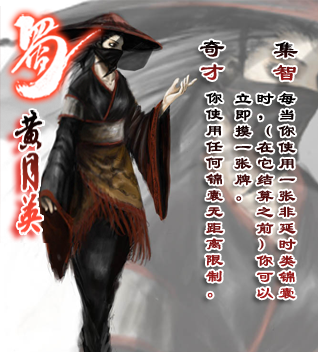 蜀
黄月英
集智
每当你使用一张非延时类锦囊
时，（在它结算之前）你可以
立即摸一张牌。
奇才
你使用任何锦囊无距离限制。